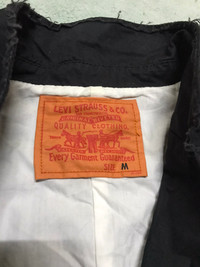 LEVI STRAUSS & CO.
QUALITY CLOTHING
Every Garment Guaranteed
SIZE M